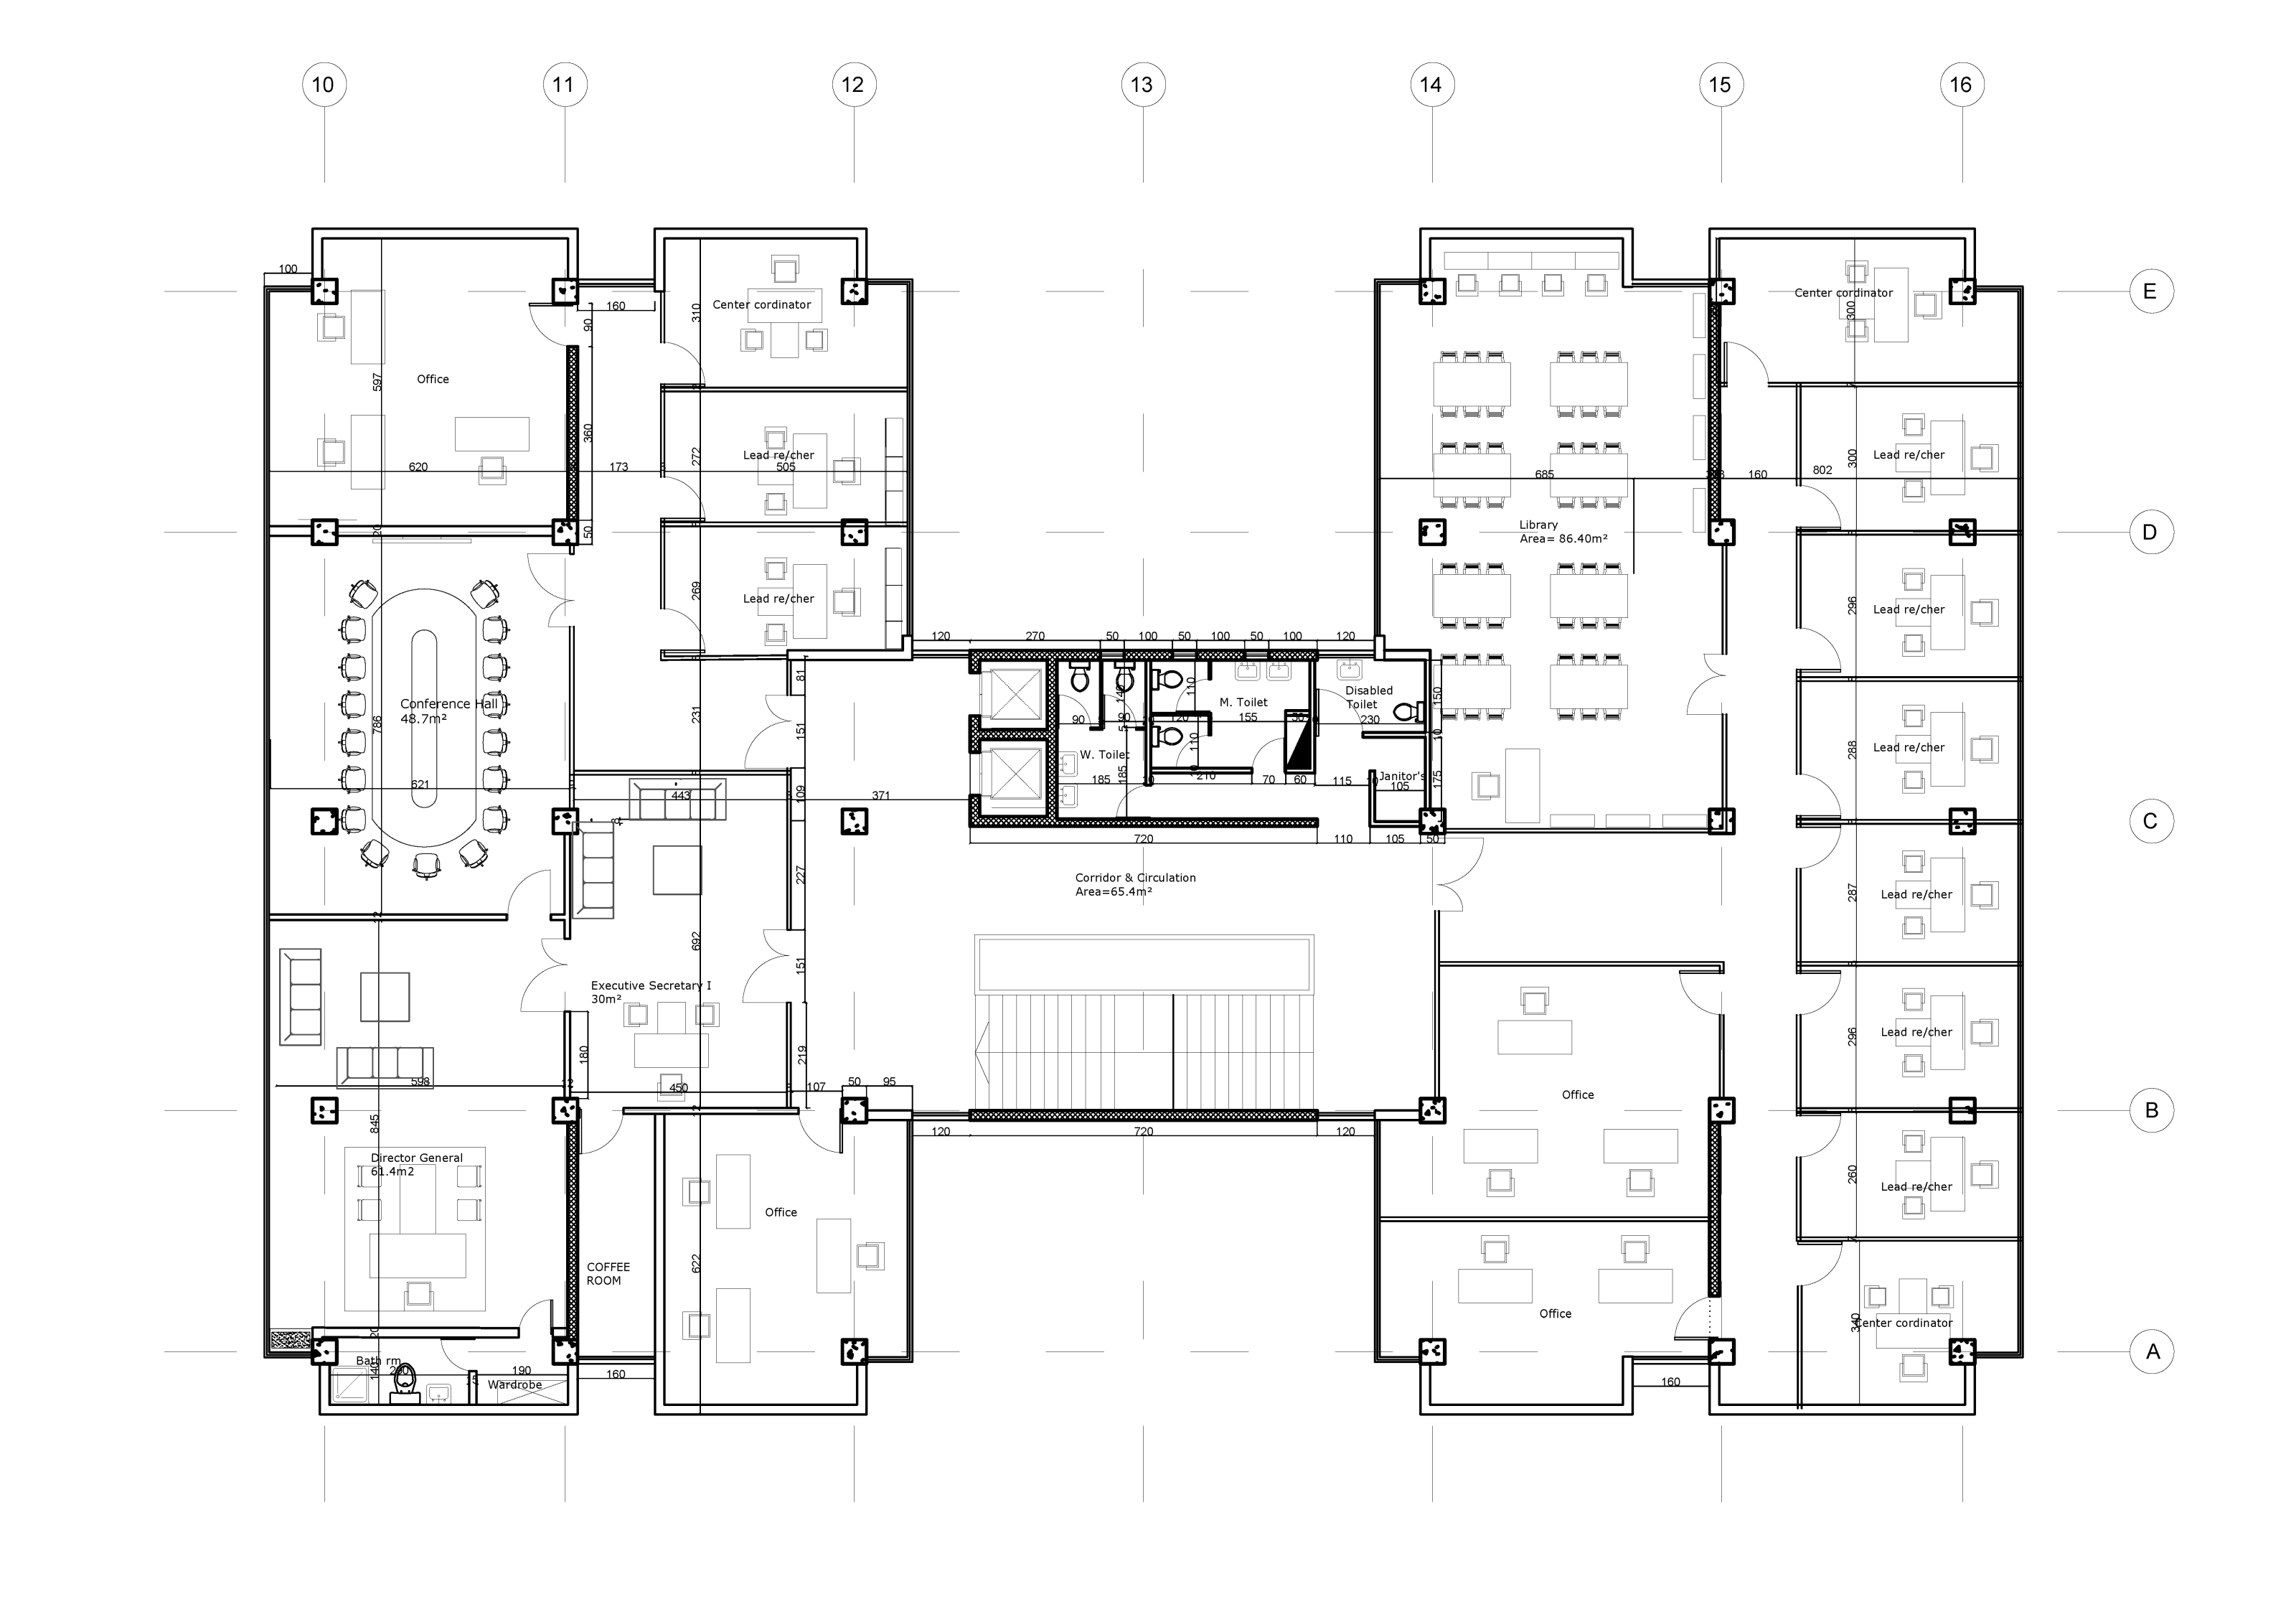 10 11 12 13 14 15 16
E
100
160
90
310
Center cordinator
Center cordinator
300
Office
597
360
Lead re/cher
272
505
620
173
685
160
802
Lead re/cher
300
50
20
Library
Area= 86.40m²
D
Lead re/cher
269
Lead re/cher
296
120 270 50 100 50 100 50 100 120
81
Conference Hall
48.7m²
786
621
231
151
M. Toilet
Disabled
Toilet
110
140
150
90 90 120 155 50 230
10
W. Toilet
110
185
185
210
70 60 115
Janitor's
105
175
Lead re/cher
288
443
109
371
C
720 110 105 50
227
Corridor & Circulation
Area=65.4m²
Lead re/cher
287
12
692
151
Executive Secretary I
30m²
Lead re/cher
296
180
219
598
12
450
107
50 95
Office
B
845
12
120 720 120
Director General
61.4m2
Lead re/cher
260
Office
COFFEE
ROOM
622
Office
Center cordinator
340
20
A
Bath rm
140
190
Wardrobe
160
160